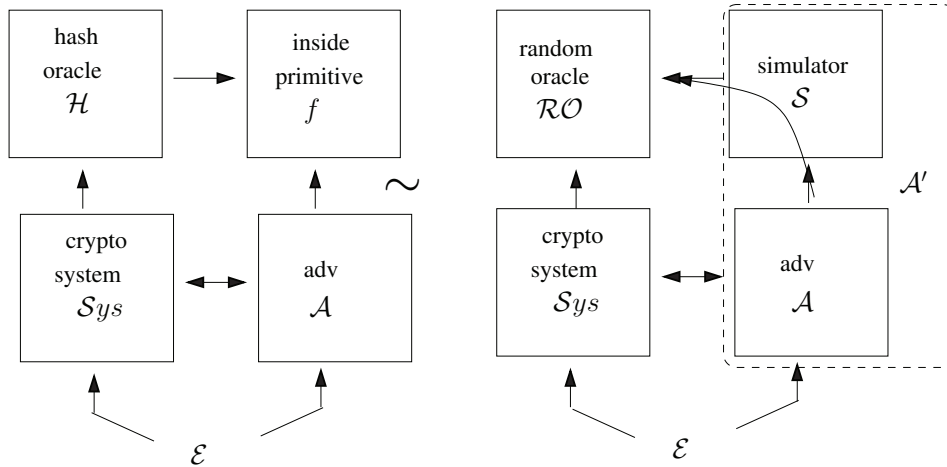 hash
oracle
𝓗
inside
primitive
f
∼
crypto
system
𝒮ys
adv
𝒜
ℰ
random
oracle
ℛ𝒪
simulator
𝒮
𝒜′
crypto
system
𝒮ys
adv
𝒜
ℰ